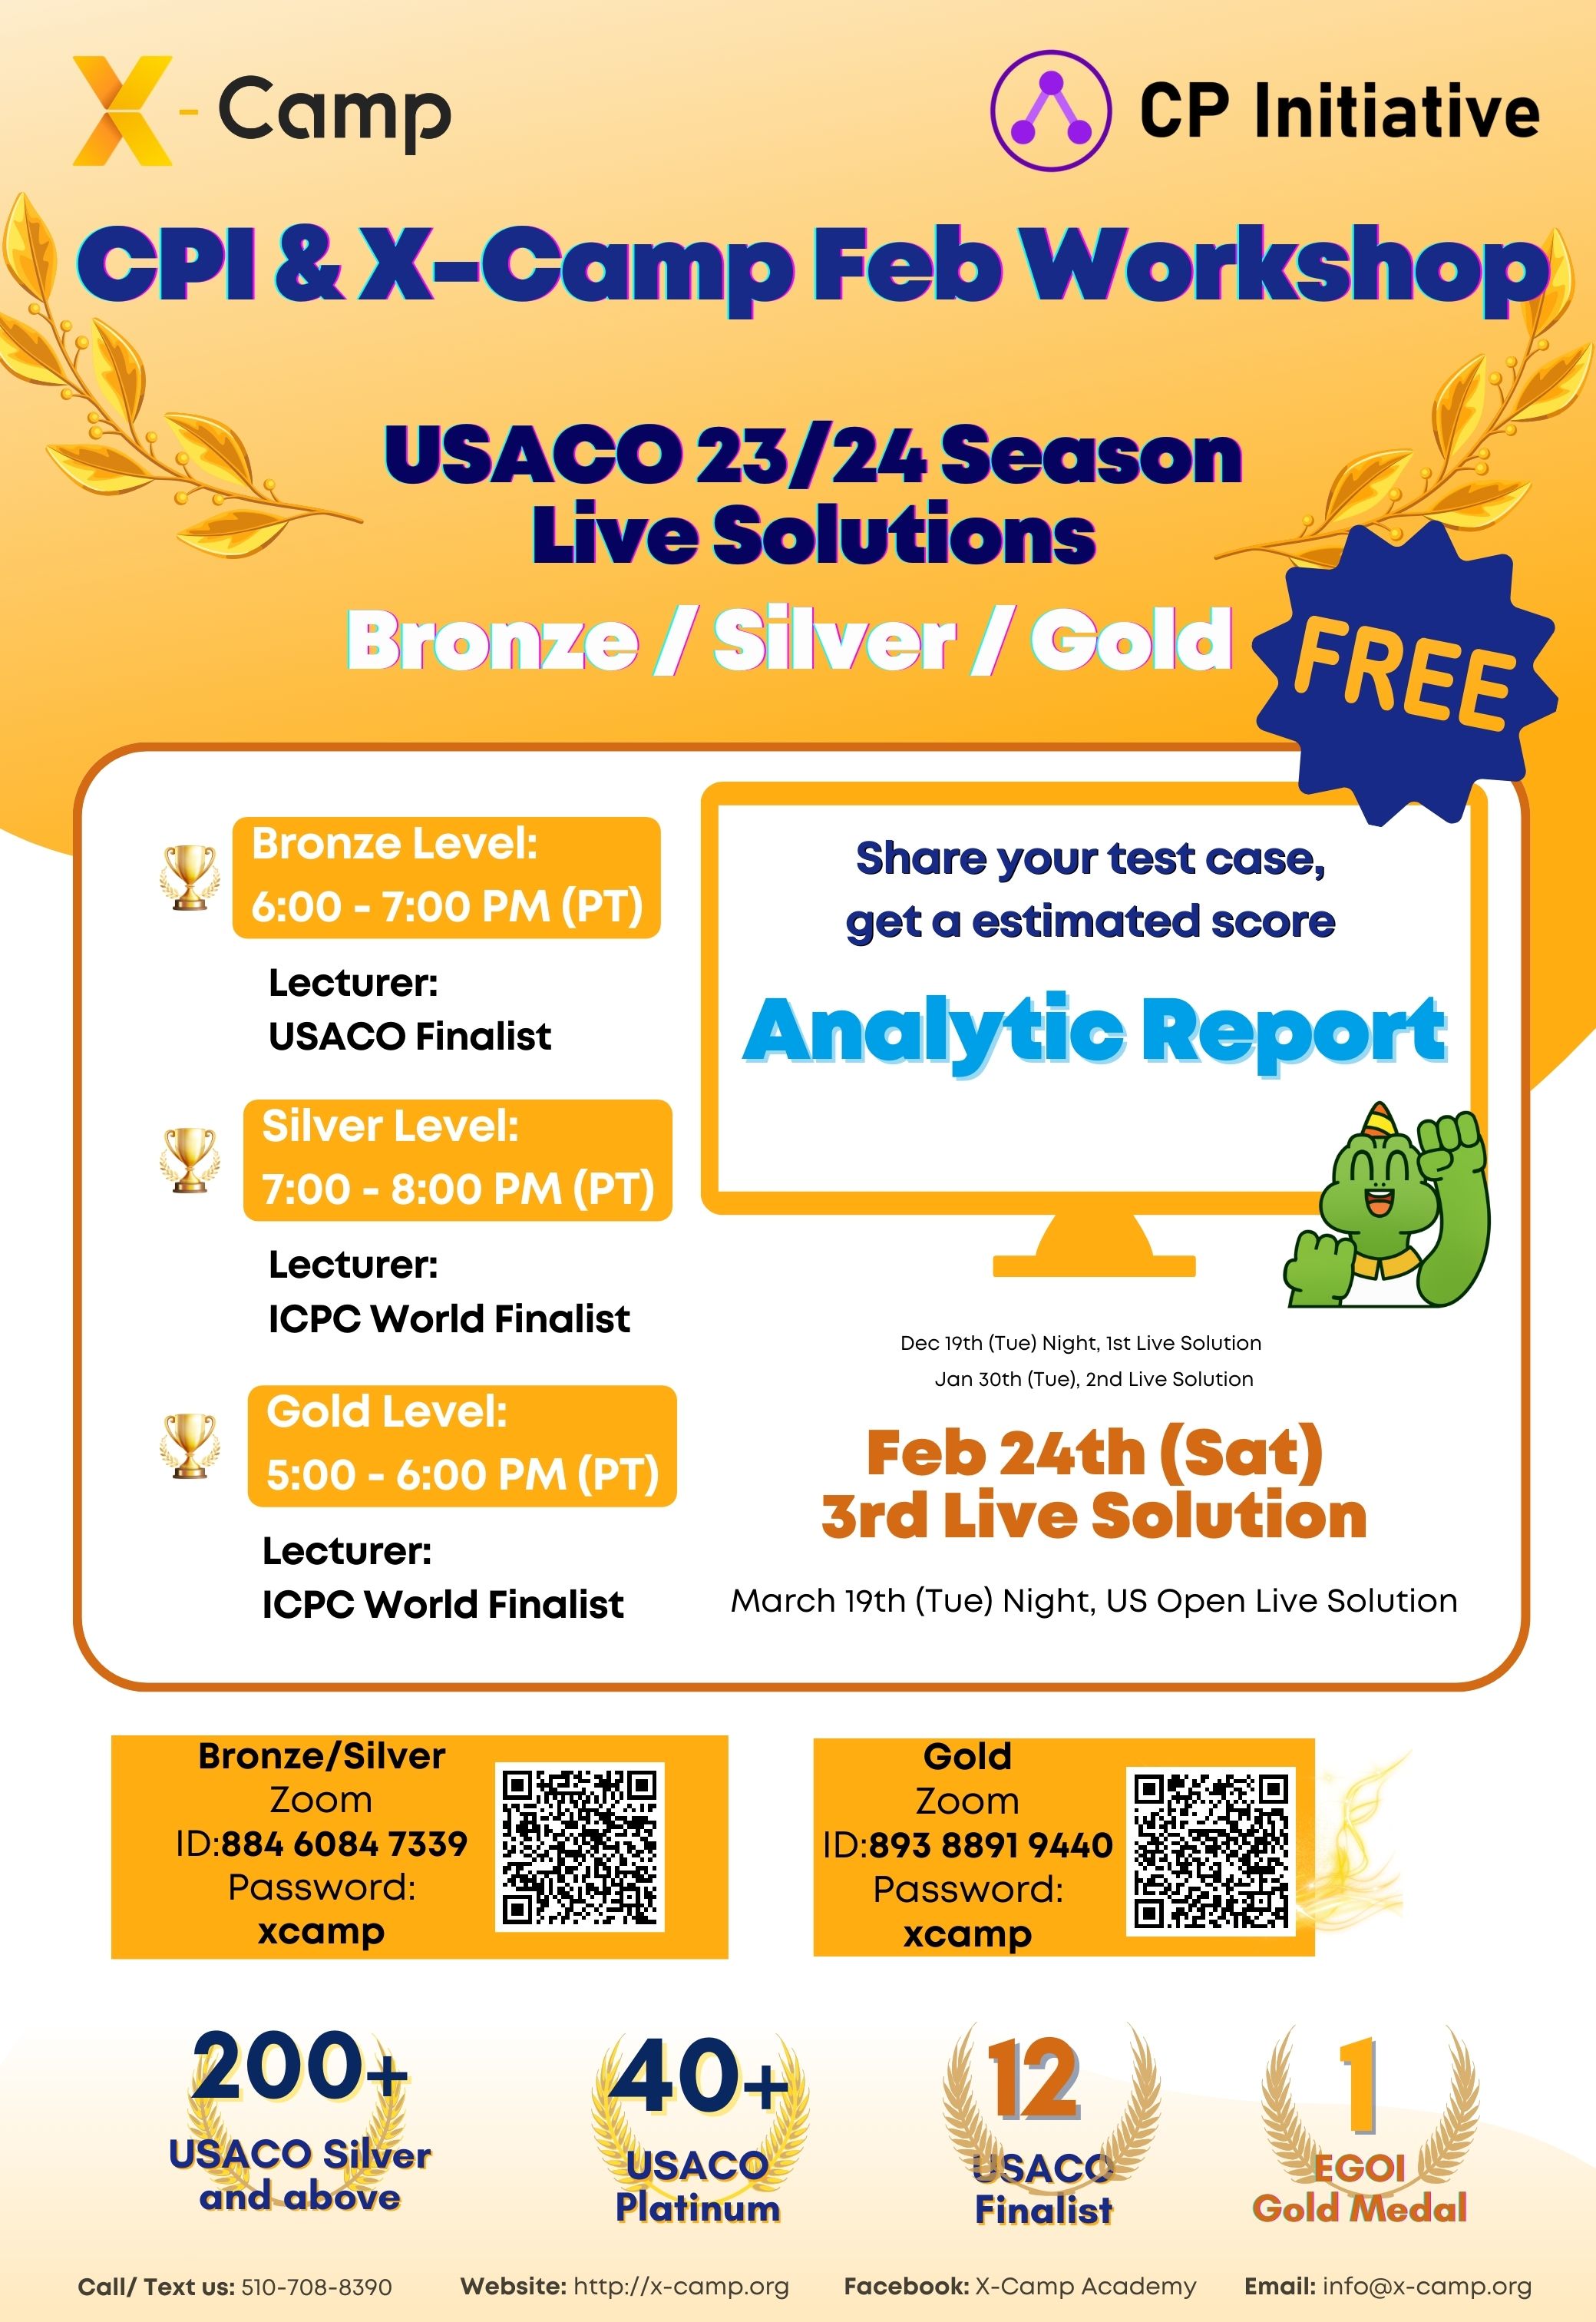 X - Camp
CP Initiative
CPI & X-Camp Feb Workshop
USACO 23/24 Season
Live Solutions
Bronze / Silver / Gold
FREE
Bronze Level:
6:00 - 7:00 PM (PT)
Lecturer:
USACO Finalist
Silver Level:
7:00 - 8:00 PM (PT)
Lecturer:
ICPC World Finalist
Gold Level:
5:00 - 6:00 PM (PT)
Lecturer:
ICPC World Finalist
Share your test case,
get a estimated score
Analytic Report
Dec 19th (Tue) Night, 1st Live Solution
Jan 30th (Tue), 2nd Live Solution
Feb 24th (Sat)
3rd Live Solution
March 19th (Tue) Night, US Open Live Solution
Bronze/Silver
Zoom
ID:884 6084 7339
Password:
xcamp
Gold
Zoom
ID:893 8891 9440
Password:
xcamp
200+
USACO Silver
and above
40+
USACO
Platinum
12
USACO
Finalist
1
EGOI
Gold Medal
Call/ Text us: 510-708-8390
Website: http://x-camp.org
Facebook: X-Camp Academy
Email: info@x-camp.org